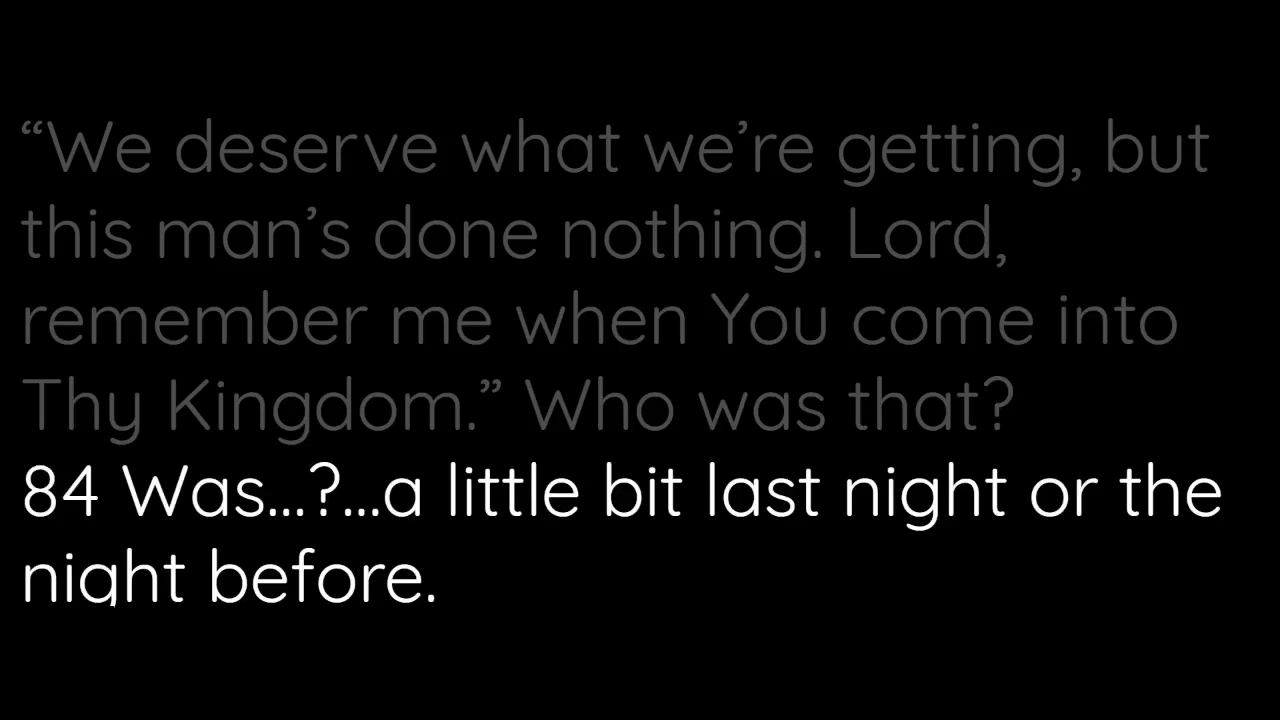 “We deserve what we’re getting, but
this man’s done nothing. Lord,
remember me when You come into
Thy Kingdom.” Who was that?
84 Was...?...a little bit last night or the
night before.